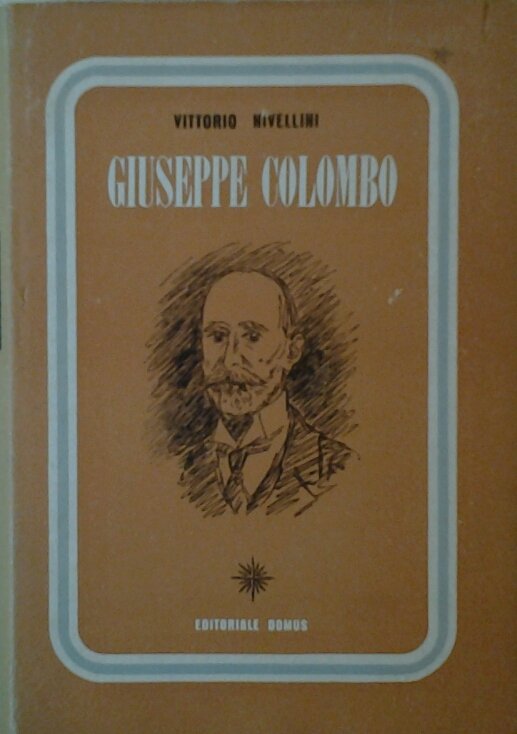 VITTORIO NIVELLINI
GIUSEPPE COLOMBO
EDITORIALE DOMUS